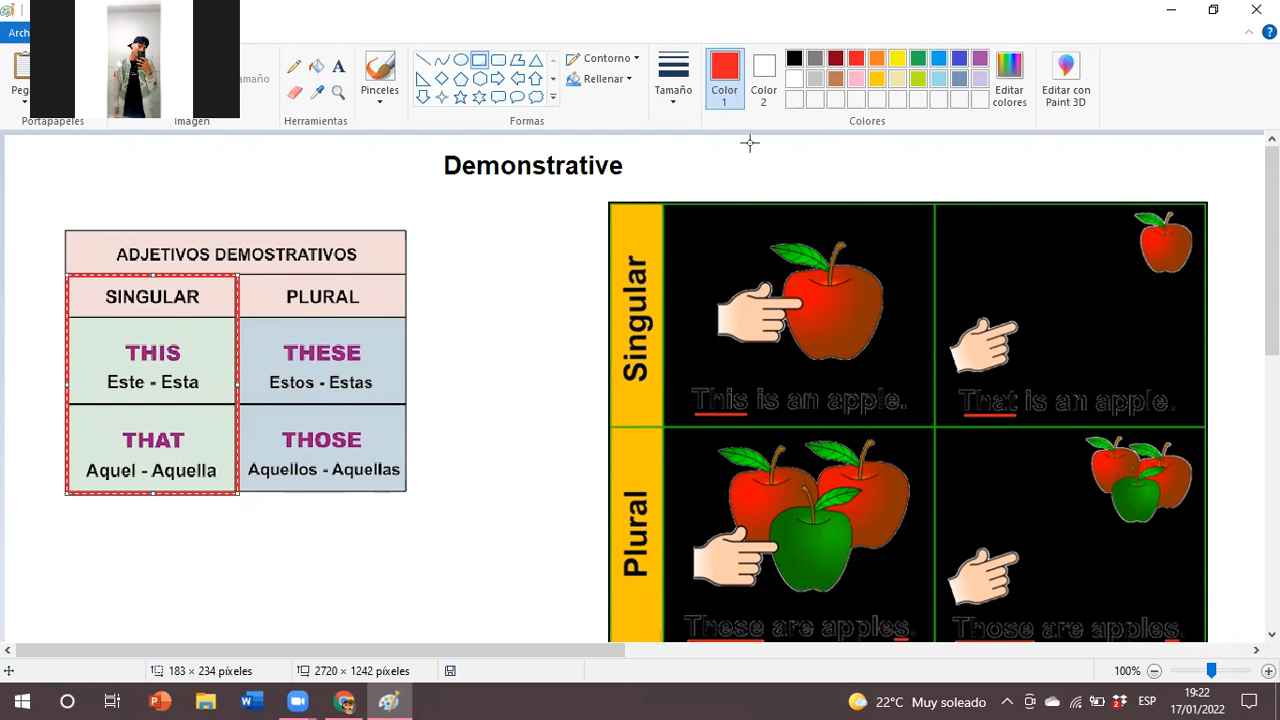 Arch
Pega
amaño
Portapapeles
Imagen
Herramientas
Pinceles
Contorno
Rellenar
Formas
Tamaño
Color
1
Color
2
Colores
Editar
colores
Editar con
Paint 3D
Demonstrative
ADJETIVOS DEMOSTRATIVOS
SINGULAR PLURAL
THIS THESE
Este - Esta Estos - Estas
THAT THOSE
Aquel - Aquella Aquellos - Aquellas
Singular
This is an apple. That is an apple.
Plural
These are apples. Those are apples.
183 × 234 píxeles
2720 × 1242 píxeles
100%
22°C Muy soleado
ESP
19:22
17/01/2022